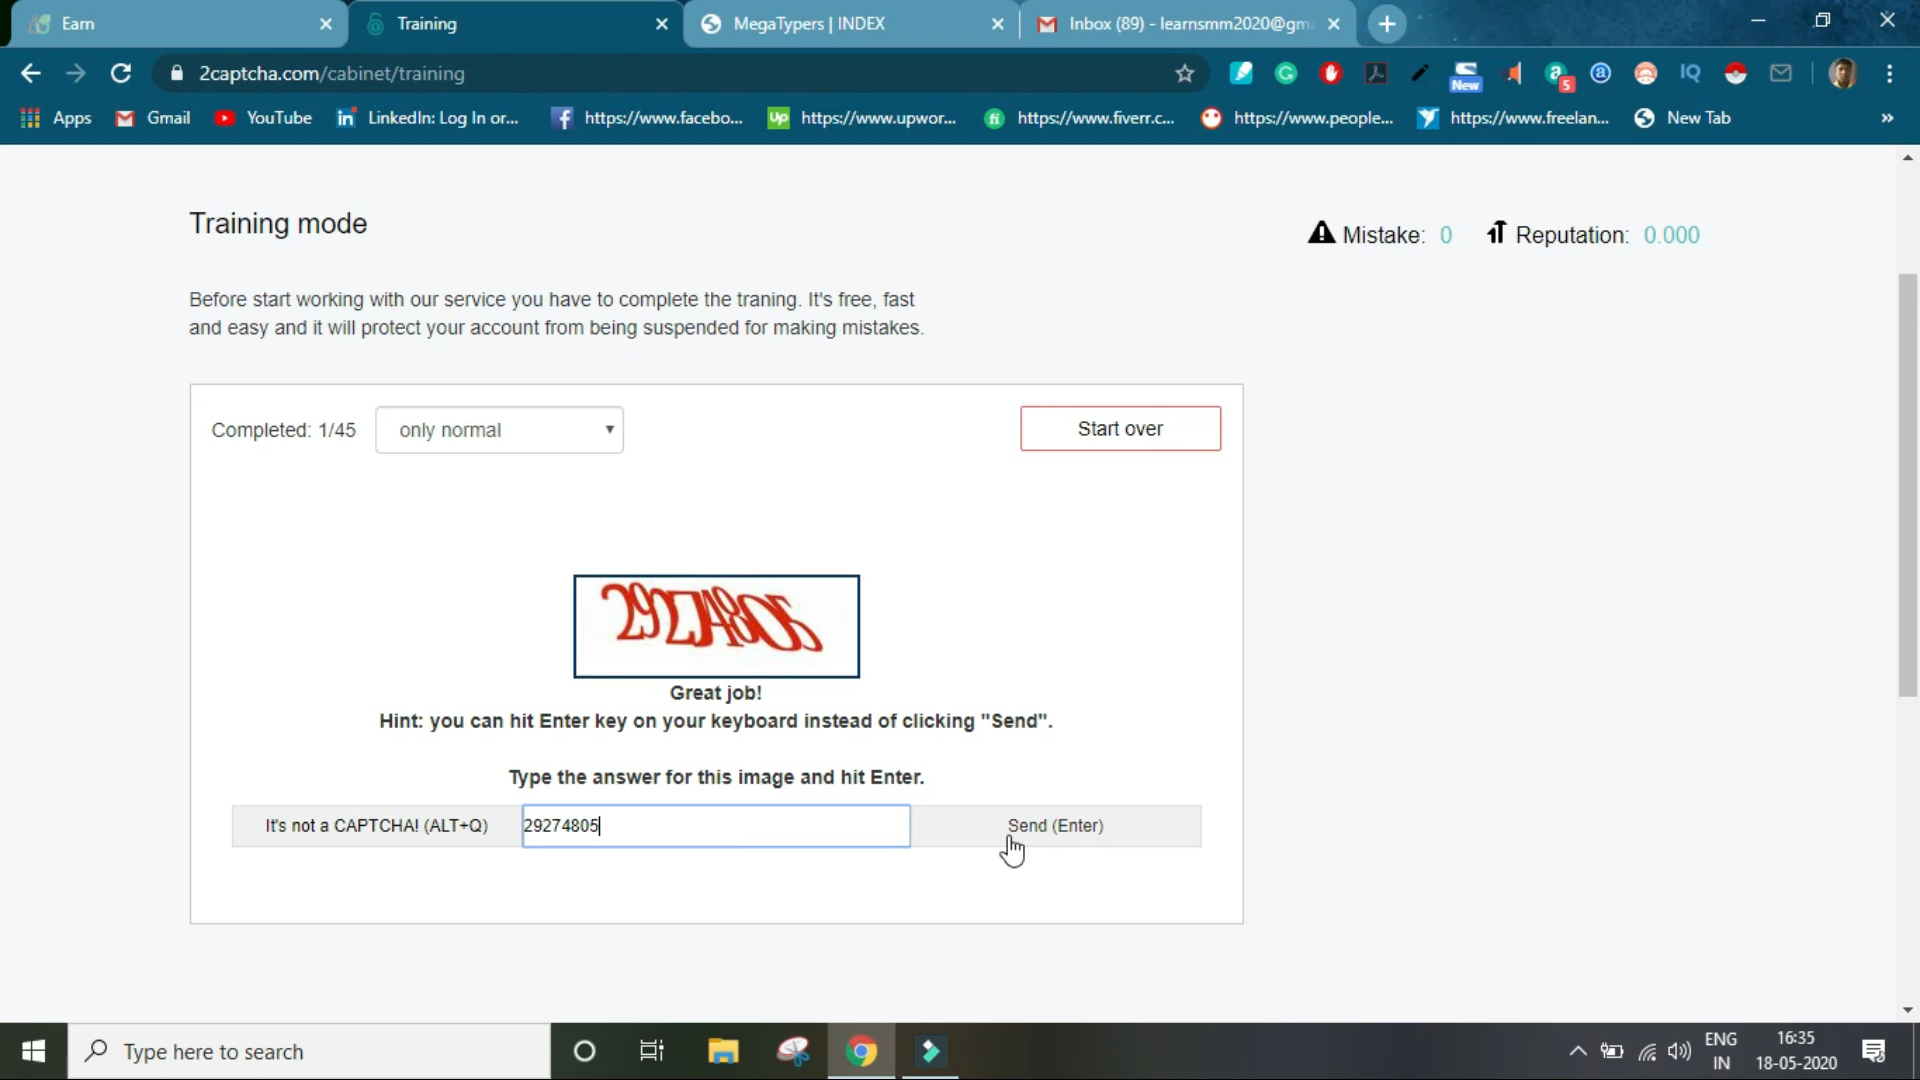 Earn
Training
MegaTypers | INDEX
Inbox (89) - learnsmm2020@gm
2captcha.com/cabinet/training
New
5
IQ
Apps
Gmail
YouTube
LinkedIn: Log In or...
https://www.facebo...
https://www.upwor...
https://www.fiverr.c...
https://www.people...
https://www.freelan...
New Tab
»
Training mode
Mistake: 0
Reputation: 0.000
Before start working with our service you have to complete the traning. It's free, fast
and easy and it will protect your account from being suspended for making mistakes.
Completed: 1/45
only normal
Start over
29274805
Great job!
Hint: you can hit Enter key on your keyboard instead of clicking "Send".
Type the answer for this image and hit Enter.
It's not a CAPTCHA! (ALT+Q)
29274805
Send (Enter)
Type here to search
ENG
IN
16:35
18-05-2020